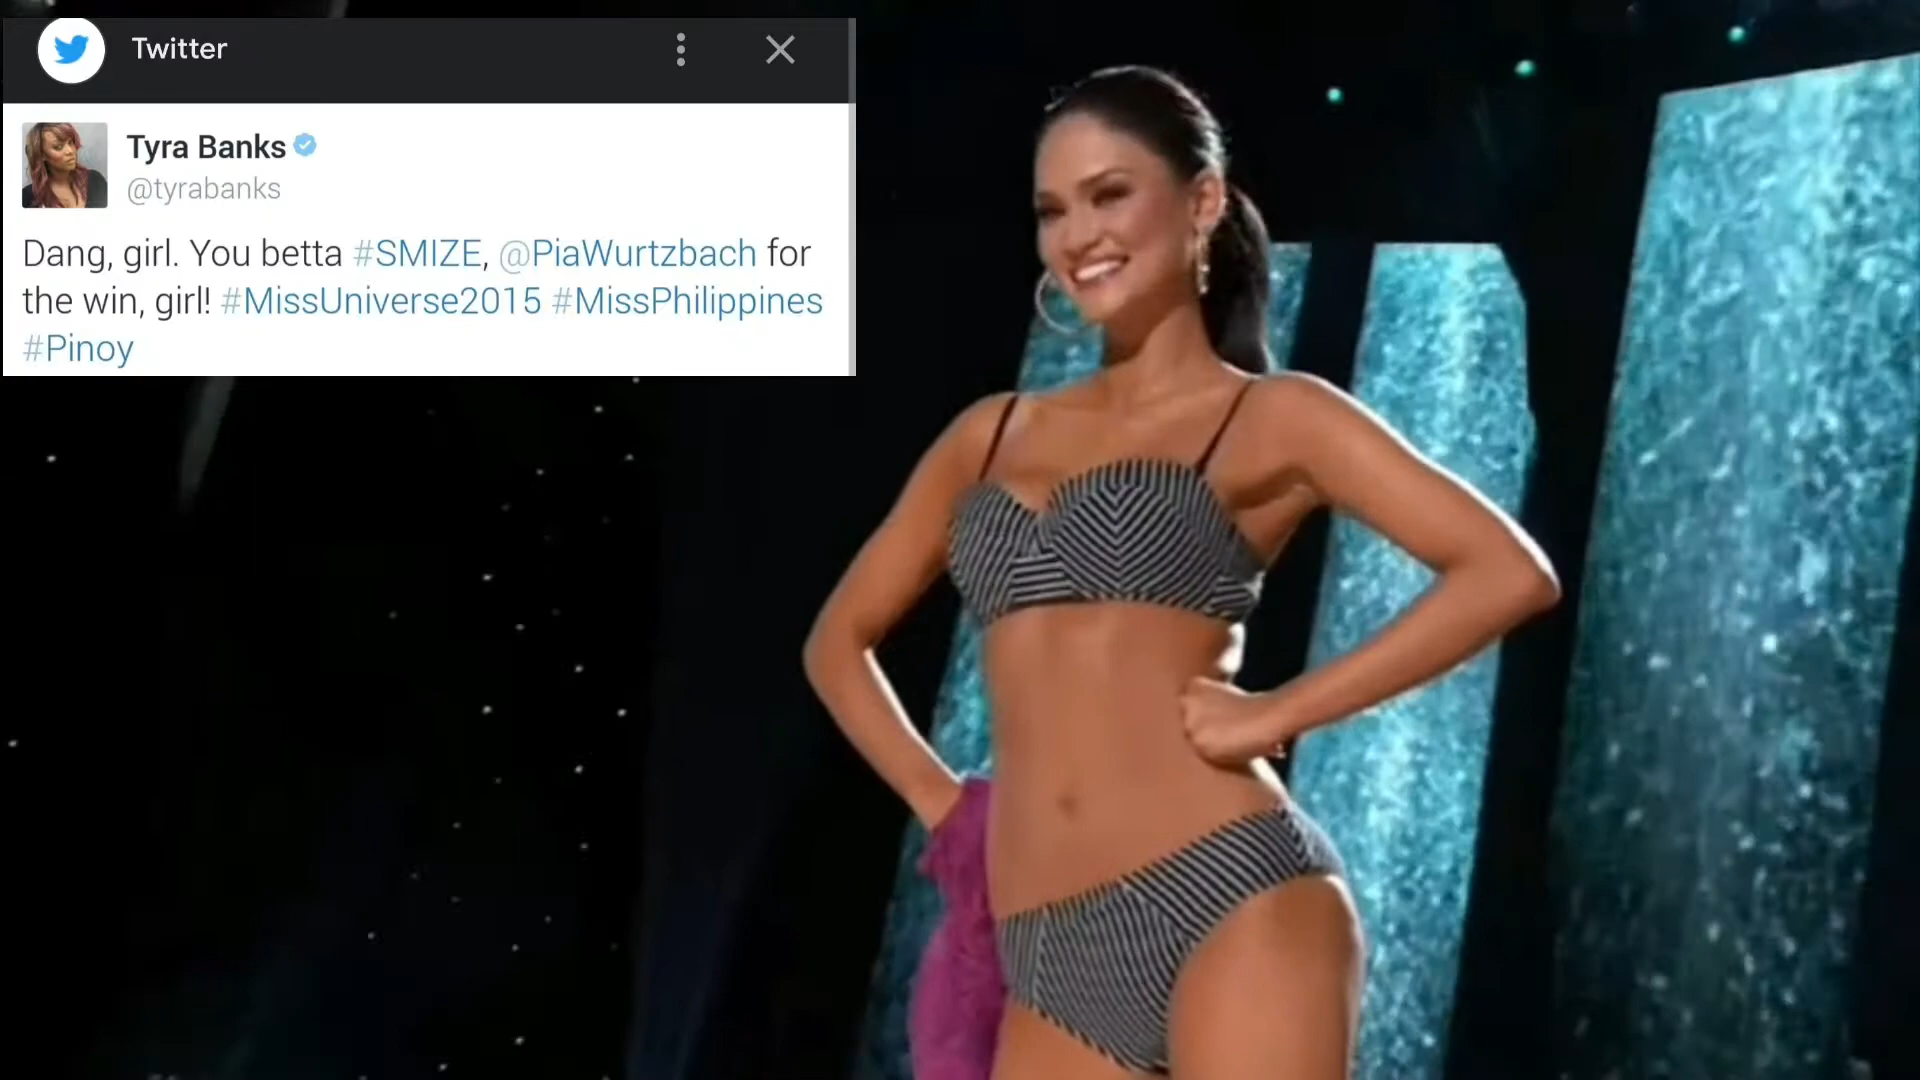 Twitter
Tyra Banks
@tyrabanks
Dang, girl. You betta #SMIZE, @PiaWurtzbach for
the win, girl! #MissUniverse2015 #MissPhilippines
#Pinoy